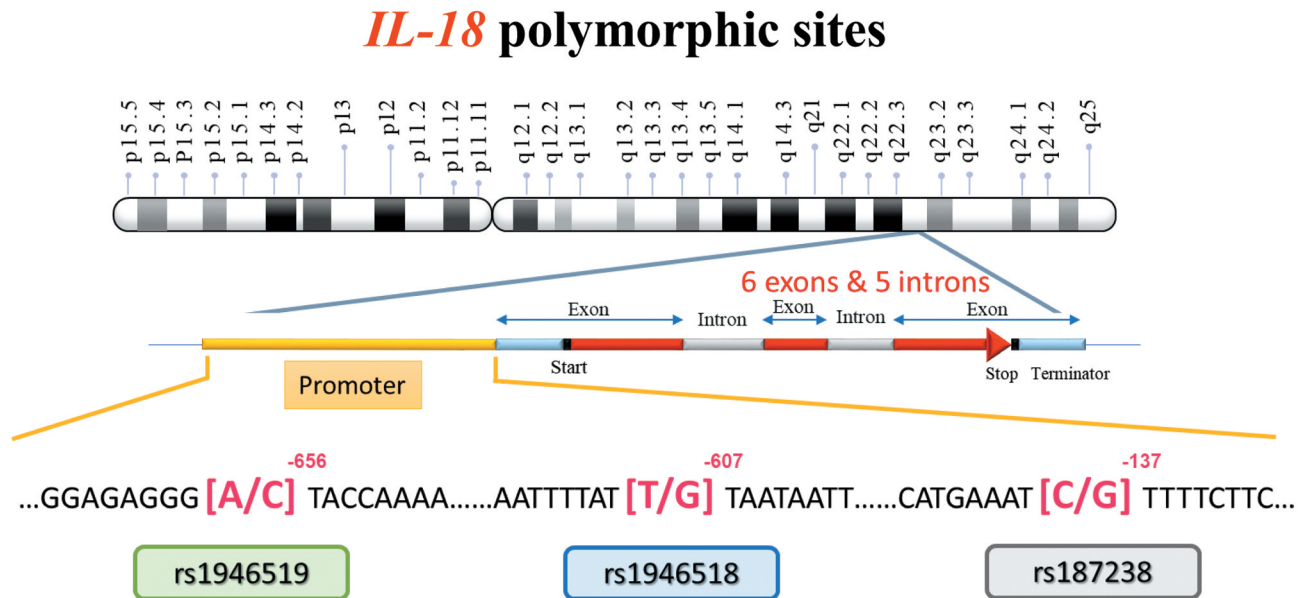 IL-18 polymorphic sites
p15.5 p15.4 P15.3 p15.2 p15.1 p14.3 p14.2 p13 p12 p11.2 p11.12 p11.11 q12.1 q12.2 q13.1 q13.2 q13.3 q13.4 q13.5 q14.1 q14.3 q21 q22.1 q22.2 q22.3 q23.2 q23.3 q24.1 q24.2 q25
6 exons & 5 introns
Exon Intron Exon Intron Exon
Start Stop Terminator
Promoter
-656 -607 -137
...GGAGAGGG [A/C] TACCAAAA......AATTTTAT [T/G] TAATAATT......CATGAAAT [C/G] TTTTCTTC...
rs1946519 rs1946518 rs187238